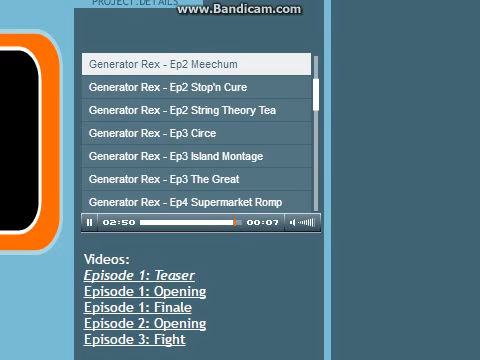 PROJECT:DETAILS
www.Bandicam.com
Generator Rex - Ep2 Meechum
Generator Rex - Ep2 Stop'n Cure
Generator Rex - Ep2 String Theory Tea
Generator Rex - Ep3 Circe
Generator Rex - Ep3 Island Montage
Generator Rex - Ep3 The Great
Generator Rex - Ep4 Supermarket Romp
02:50 00:07
Videos:
Episode 1: Teaser
Episode 1: Opening
Episode 1: Finale
Episode 2: Opening
Episode 3: Fight